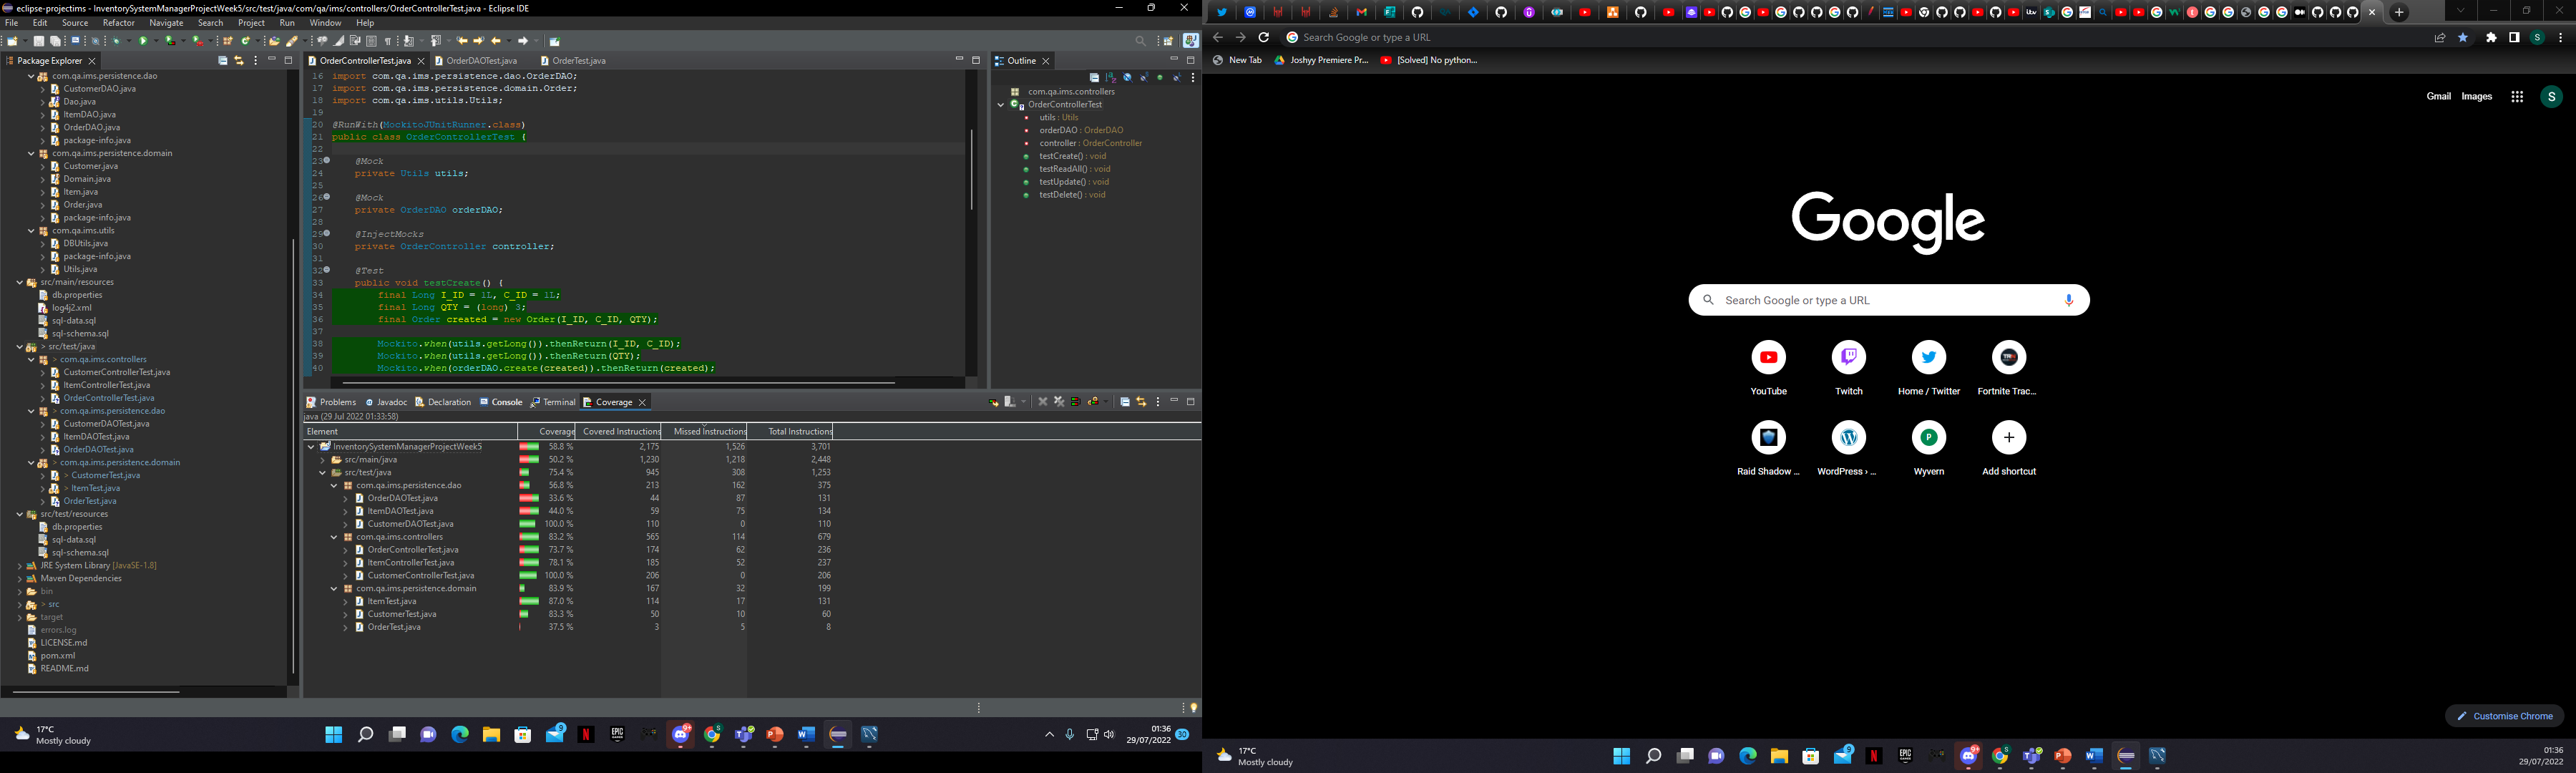 eclipse-projectims - InventorySystemManagerProjectWeek5/src/test/java/com/qa/ims/controllers/OrderControllerTest.java - Eclipse IDE
File Edit Source Refactor Navigate Search Project Run Window Help
Package Explorer
com.qa.ims.persistence.dao
CustomerDAO.java
Dao.java
ItemDAO.java
OrderDAO.java
package-info.java
com.qa.ims.persistence.domain
Customer.java
Domain.java
Item.java
Order.java
package-info.java
com.qa.ims.utils
DBUtils.java
package-info.java
Utils.java
src/main/resources
db.properties
log4j2.xml
sql-data.sql
sql-schema.sql
> src/test/java
> com.qa.ims.controllers
CustomerControllerTest.java
ItemControllerTest.java
OrderControllerTest.java
> com.qa.ims.persistence.dao
CustomerDAOTest.java
ItemDAOTest.java
OrderDAOTest.java
> com.qa.ims.persistence.domain
> CustomerTest.java
> ItemTest.java
OrderTest.java
src/test/resources
db.properties
sql-data.sql
sql-schema.sql
JRE System Library [JavaSE-1.8]
Maven Dependencies
bin
> src
target
errors.log
LICENSE.md
pom.xml
README.md
OrderControllerTest.java OrderDAOTest.java OrderTest.java
16 import com.qa.ims.persistence.dao.OrderDAO;
17 import com.qa.ims.persistence.domain.Order;
18 import com.qa.ims.utils.Utils;
19
20 @RunWith(MockitoJUnitRunner.class)
21 public class OrderControllerTest {
22
23 @Mock
24 private Utils utils;
25
26 @Mock
27 private OrderDAO orderDAO;
28
29 @InjectMocks
30 private OrderController controller;
31
32 @Test
33 public void testCreate() {
34 final Long I_ID = 1L, C_ID = 1L;
35 final Long QTY = (long) 3;
36 final Order created = new Order(I_ID, C_ID, QTY);
37
38 Mockito.when(utils.getLong()).thenReturn(I_ID, C_ID);
39 Mockito.when(utils.getLong()).thenReturn(QTY);
40 Mockito.when(orderDAO.create(created)).thenReturn(created);
Outline
com.qa.ims.controllers
OrderControllerTest
utils : Utils
orderDAO : OrderDAO
controller : OrderController
testCreate() : void
testReadAll() : void
testUpdate() : void
testDelete() : void
Problems Javadoc Declaration Console Terminal Coverage
java (29 Jul 2022 01:33:58)
Element Coverage Covered Instructions Missed Instructions Total Instructions
InventorySystemManagerProjectWeek5 58.8 % 2,175 1,526 3,701
src/main/java 50.2 % 1,230 1,218 2,448
src/test/java 75.4 % 945 308 1,253
com.qa.ims.persistence.dao 56.8 % 213 162 375
OrderDAOTest.java 33.6 % 44 87 131
ItemDAOTest.java 44.0 % 59 75 134
CustomerDAOTest.java 100.0 % 110 0 110
com.qa.ims.controllers 83.2 % 565 114 679
OrderControllerTest.java 73.7 % 174 62 236
ItemControllerTest.java 78.1 % 185 52 237
CustomerControllerTest.java 100.0 % 206 0 206
com.qa.ims.persistence.domain 83.9 % 167 32 199
ItemTest.java 87.0 % 114 17 131
CustomerTest.java 83.3 % 50 10 60
OrderTest.java 37.5 % 3 5 8
17°C
Mostly cloudy
01:36
29/07/2022
30
Search Google or type a URL
New Tab Joshyy Premiere Pr... [Solved] No python...
Gmail Images S
Google
Search Google or type a URL
YouTube Twitch Home / Twitter Fortnite Trac...
Raid Shadow ... WordPress › ... Wyvern Add shortcut
Customise Chrome
17°C
Mostly cloudy
01:36
29/07/2022